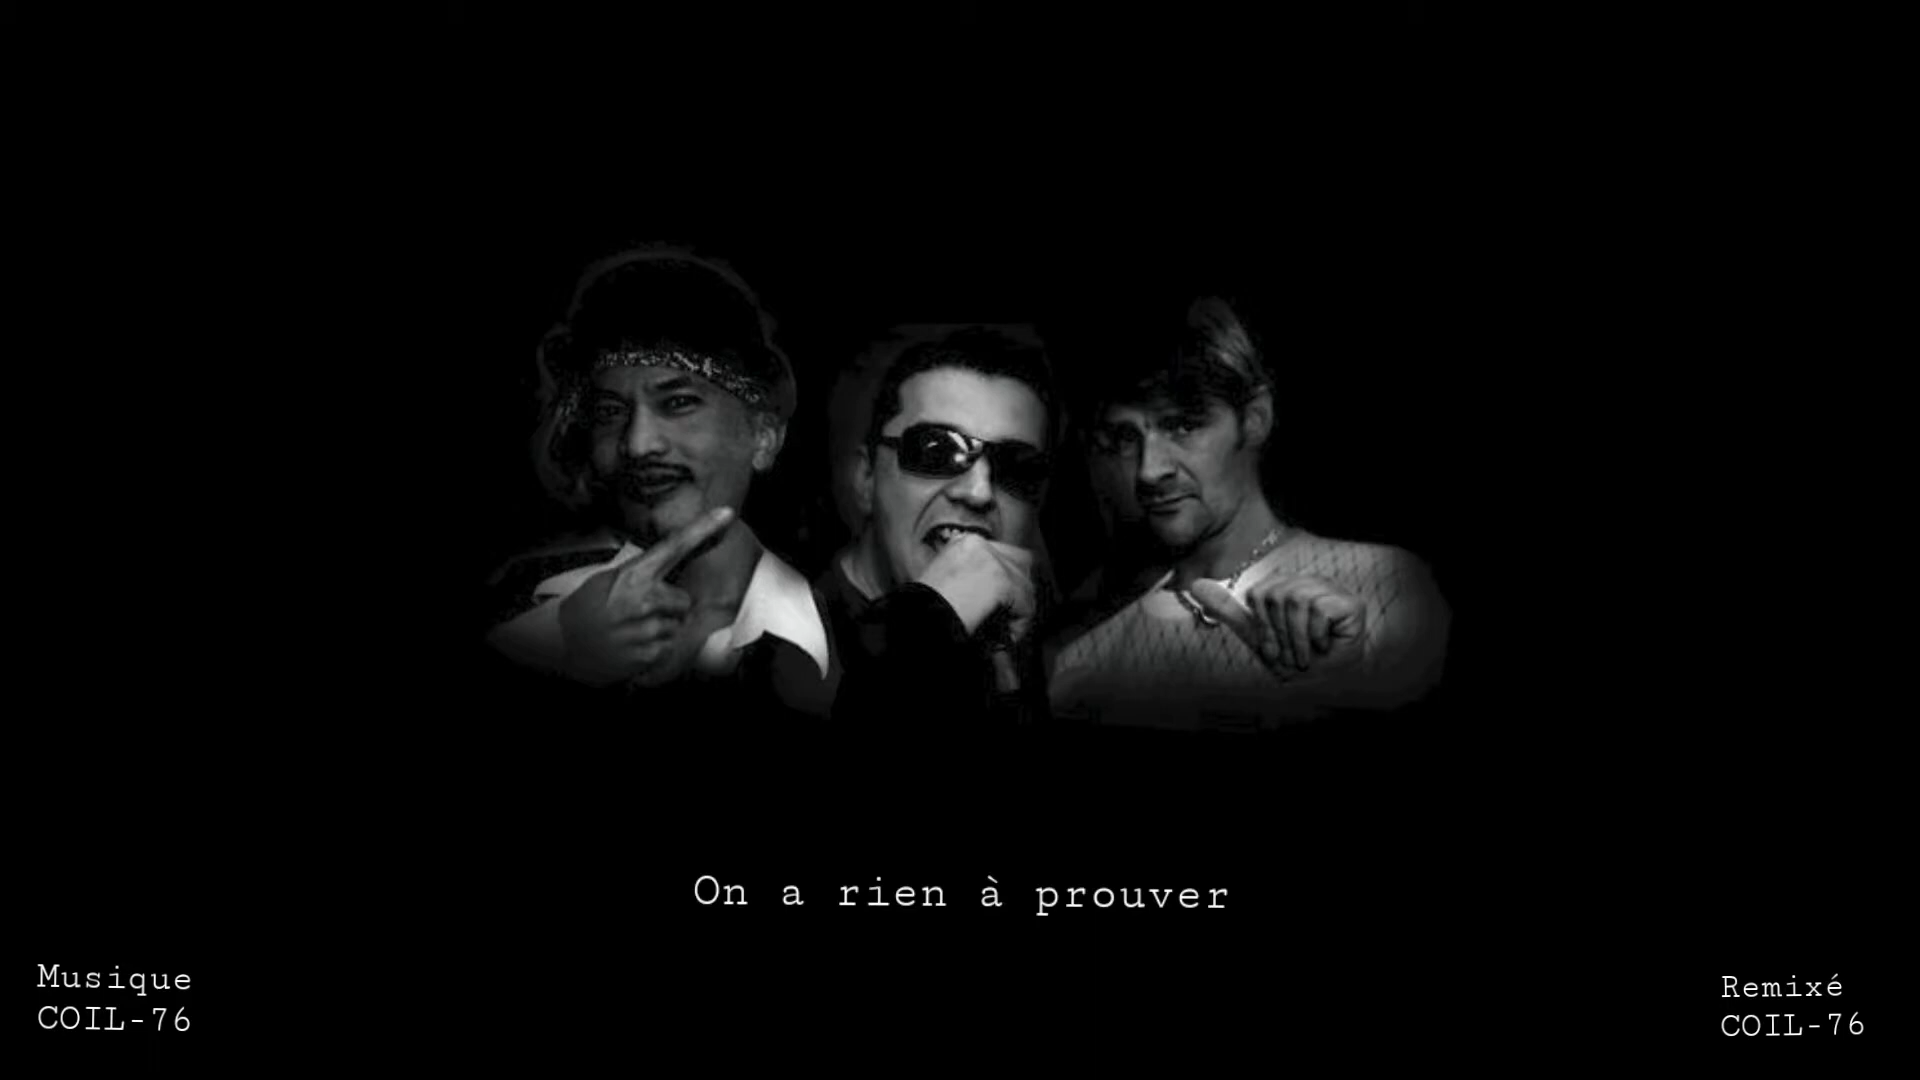 On a rien à prouver
Musique
COIL-76
Remixé
COIL-76